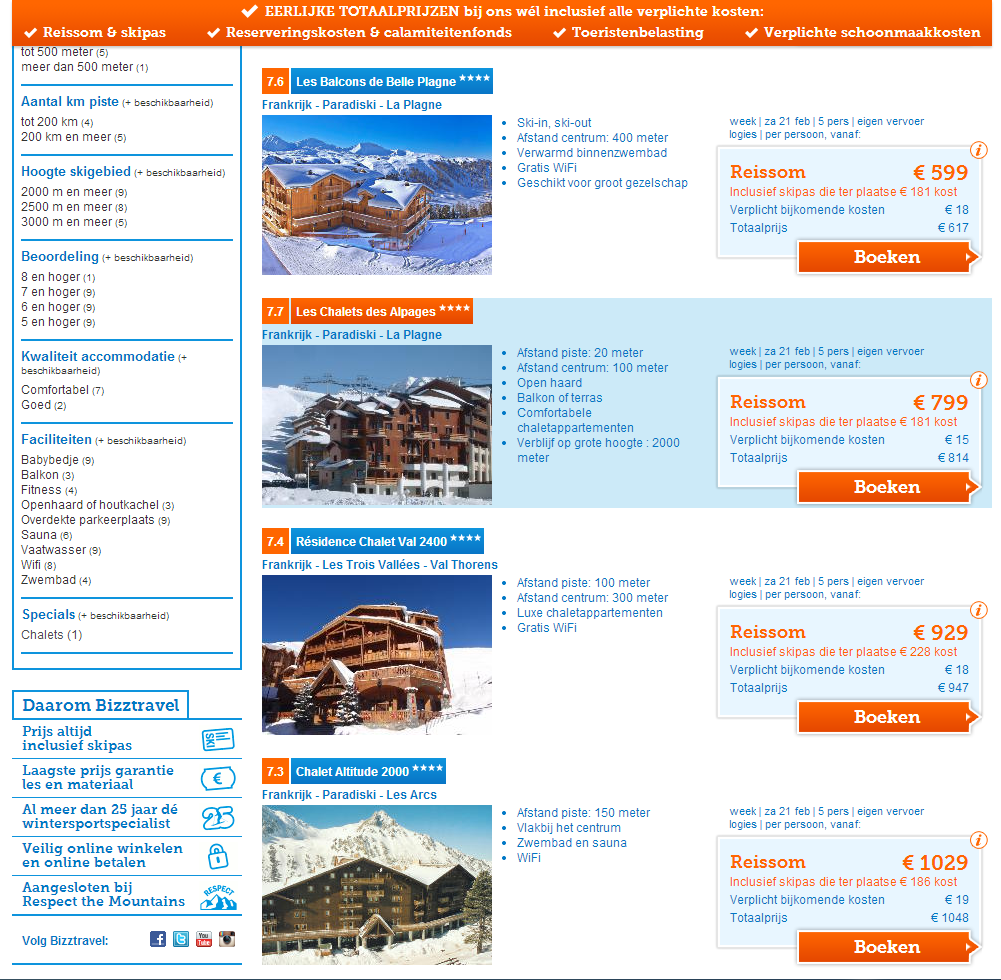 EERLIJKE TOTAALPRIJZEN bij ons wél inclusief alle verplichte kosten:
Reissom & skipas
Reserveringskosten & calamiteitenfonds
Toeristenbelasting
Verplichte schoonmaakkosten
tot 500 meter (5)
meer dan 500 meter (1)
Aantal km piste (+ beschikbaarheid)
tot 200 km (4)
200 km en meer (5)
Hoogte skigebied (+ beschikbaarheid)
2000 m en meer (9)
2500 m en meer (8)
3000 m en meer (5)
Beoordeling (+ beschikbaarheid)
8 en hoger (1)
7 en hoger (9)
6 en hoger (9)
5 en hoger (9)
Kwaliteit accommodatie (+
beschikbaarheid)
Comfortabel (7)
Goed (2)
Faciliteiten (+ beschikbaarheid)
Babybedje (9)
Balkon (3)
Fitness (4)
Openhaard of houtkachel (3)
Overdekte parkeerplaats (9)
Sauna (6)
Vaatwasser (9)
Wifi (8)
Zwembad (4)
Specials (+ beschikbaarheid)
Chalets (1)
Daarom Bizztravel
Prijs altijd
inclusief skipas
SKI
Laagste prijs garantie
les en materiaal
€
Al meer dan 25 jaar dé
wintersportspecialist
25
Veilig online winkelen
en online betalen
Aangesloten bij
Respect the Mountains
RESPECT
Volg Bizztravel:
You
Tube
7.6 Les Balcons de Belle Plagne ****
Frankrijk - Paradiski - La Plagne
• Ski-in, ski-out
• Afstand centrum: 400 meter
• Verwarmd binnenzwembad
• Gratis WiFi
• Geschikt voor groot gezelschap
week | za 21 feb | 5 pers | eigen vervoer
logies | per persoon, vanaf:
i
Reissom € 599
Inclusief skipas die ter plaatse € 181 kost
Verplicht bijkomende kosten € 18
Totaalprijs € 617
Boeken
7.7 Les Chalets des Alpages ****
Frankrijk - Paradiski - La Plagne
• Afstand piste: 20 meter
• Afstand centrum: 100 meter
• Open haard
• Balkon of terras
• Comfortabele
chaletappartementen
• Verblijf op grote hoogte : 2000
meter
week | za 21 feb | 5 pers | eigen vervoer
logies | per persoon, vanaf:
i
Reissom € 799
Inclusief skipas die ter plaatse € 181 kost
Verplicht bijkomende kosten € 15
Totaalprijs € 814
Boeken
7.4 Résidence Chalet Val 2400 ****
Frankrijk - Les Trois Vallées - Val Thorens
• Afstand piste: 100 meter
• Afstand centrum: 300 meter
• Luxe chaletappartementen
• Gratis WiFi
week | za 21 feb | 5 pers | eigen vervoer
logies | per persoon, vanaf:
i
Reissom € 929
Inclusief skipas die ter plaatse € 228 kost
Verplicht bijkomende kosten € 18
Totaalprijs € 947
Boeken
7.3 Chalet Altitude 2000 ****
Frankrijk - Paradiski - Les Arcs
• Afstand piste: 150 meter
• Vlakbij het centrum
• Zwembad en sauna
• WiFi
week | za 21 feb | 5 pers | eigen vervoer
logies | per persoon, vanaf:
i
Reissom € 1029
Inclusief skipas die ter plaatse € 186 kost
Verplicht bijkomende kosten € 19
Totaalprijs € 1048
Boeken